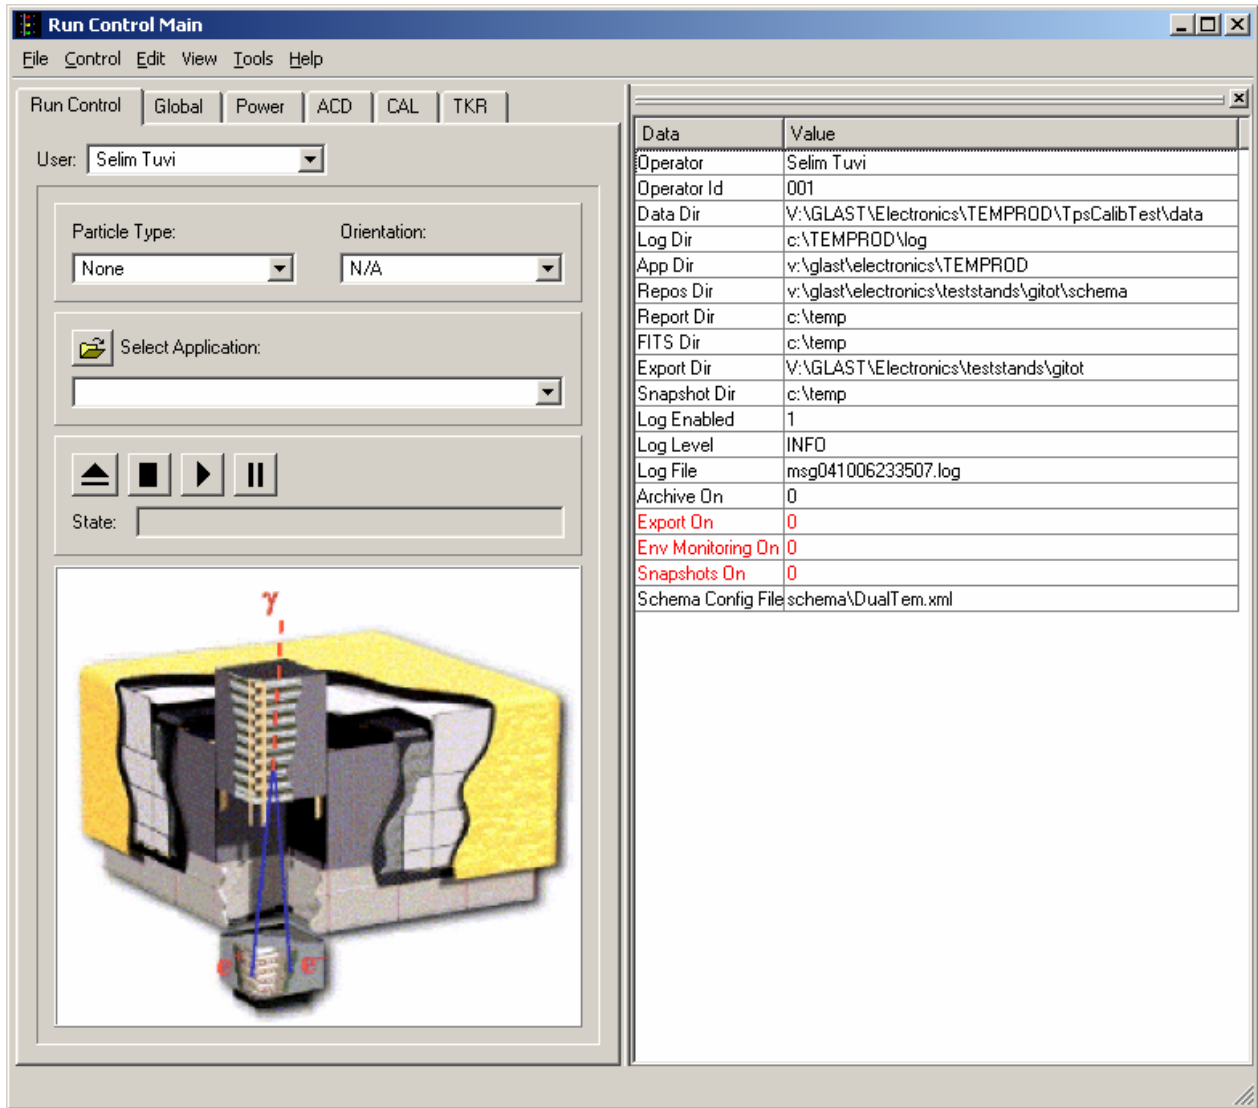 Run Control Main
File Control Edit View Tools Help
Run Control Global Power ACD CAL TKR
User: Selim Tuvi
Particle Type: Orientation:
None N/A
Select Application:
State:
γ
e⁺ e⁻
Data Value
Operator Selim Tuvi
Operator Id 001
Data Dir V:\GLAST\Electronics\TEMPROD\TpsCalibTest\data
Log Dir c:\TEMPROD\log
App Dir v:\glast\electronics\TEMPROD
Repos Dir v:\glast\electronics\teststands\gitot\schema
Report Dir c:\temp
FITS Dir c:\temp
Export Dir V:\GLAST\Electronics\teststands\gitot
Snapshot Dir c:\temp
Log Enabled 1
Log Level INFO
Log File msg041006233507.log
Archive On 0
Export On 0
Env Monitoring On 0
Snapshots On 0
Schema Config File schema\DualTem.xml